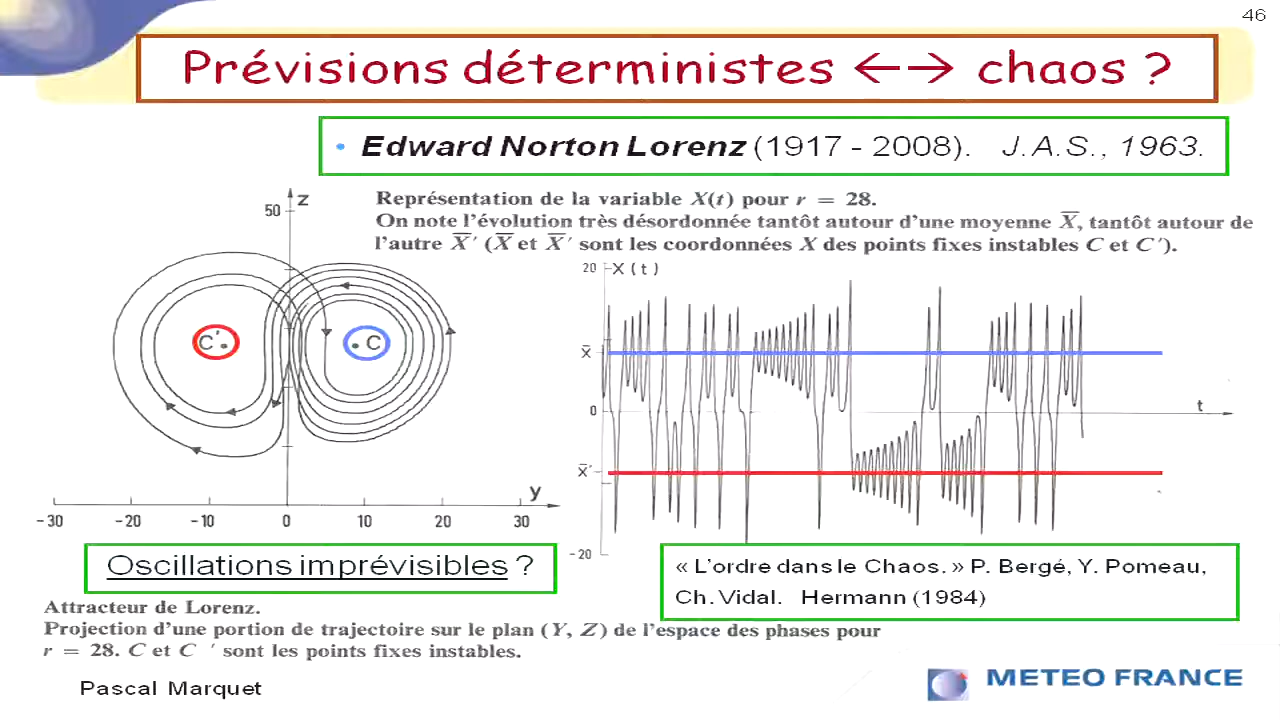 46
Prévisions déterministes ←→ chaos ?
• Edward Norton Lorenz (1917 - 2008). J.A.S., 1963.
Représentation de la variable X(t) pour r = 28.
On note l'évolution très désordonnée tantôt autour d'une moyenne X̅, tantôt autour de
l'autre X̅′ (X̅ et X̅′ sont les coordonnées X des points fixes instables C et C′).
z
50
C′
C
y
-30 -20 -10 0 10 20 30
20
X(t)
X̅
0
t
X̅′
-20
Oscillations imprévisibles ?
« L'ordre dans le Chaos. » P. Bergé, Y. Pomeau,
Ch. Vidal. Hermann (1984)
Attracteur de Lorenz.
Projection d'une portion de trajectoire sur le plan (Y, Z) de l'espace des phases pour
r = 28. C et C ′ sont les points fixes instables.
Pascal Marquet
METEO FRANCE